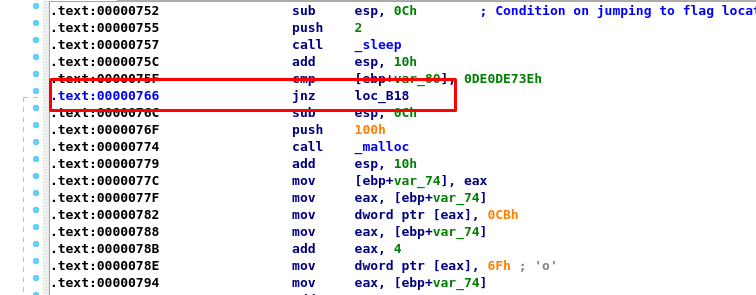 .text:00000752 sub esp, 0Ch ; Condition on jumping to flag locat
.text:00000755 push 2
.text:00000757 call _sleep
.text:0000075C add esp, 10h
.text:0000075F cmp [ebp+var_80], 0DE0DE73Eh
.text:00000766 jnz loc_B18
.text:0000076C sub esp, 0Ch
.text:0000076F push 100h
.text:00000774 call _malloc
.text:00000779 add esp, 10h
.text:0000077C mov [ebp+var_74], eax
.text:0000077F mov eax, [ebp+var_74]
.text:00000782 mov dword ptr [eax], 0CBh
.text:00000788 mov eax, [ebp+var_74]
.text:0000078B add eax, 4
.text:0000078E mov dword ptr [eax], 6Fh ; 'o'
.text:00000794 mov eax, [ebp+var_74]